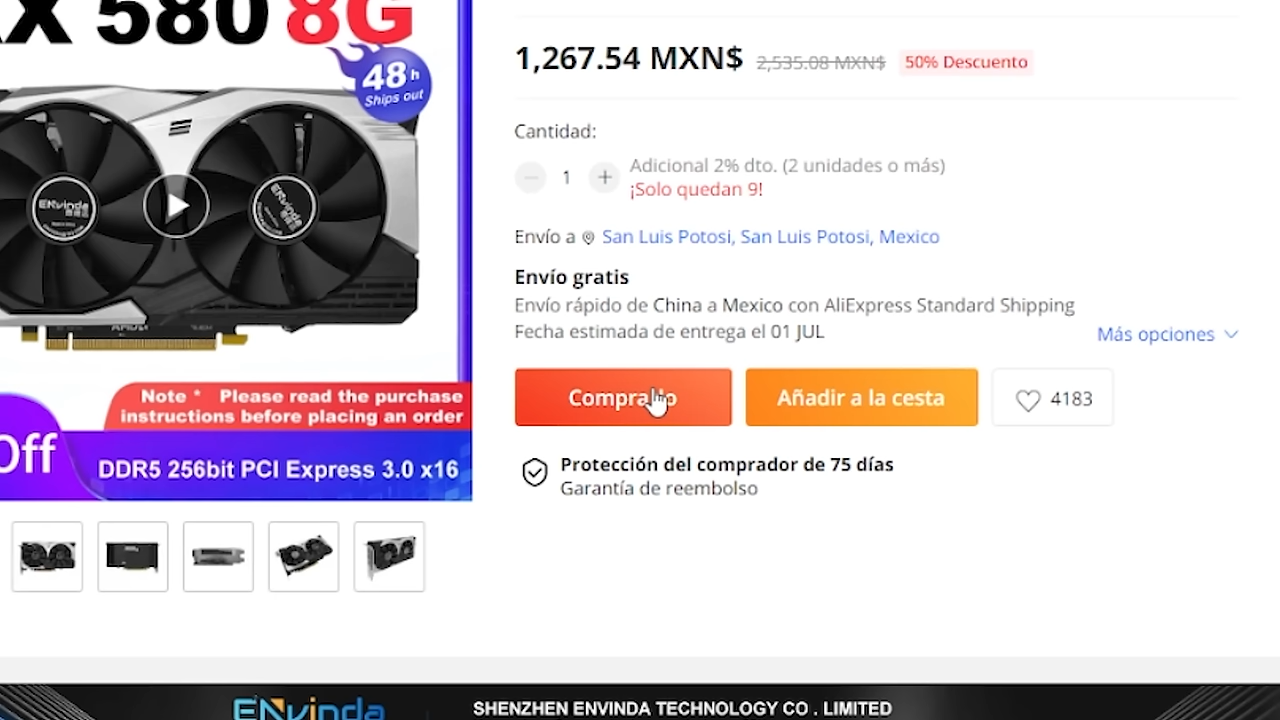 X 580 8G
48h
Ships out
ENvinda
ENvinda
Note * Please read the purchase
instructions before placing an order
Off
DDR5 256bit PCI Express 3.0 x16
1,267.54 MXN$ 2,535.08 MXN$ 50% Descuento
Cantidad:
1
Adicional 2% dto. (2 unidades o más)
¡Solo quedan 9!
Envío a San Luis Potosi, San Luis Potosi, Mexico
Envío gratis
Envío rápido de China a Mexico con AliExpress Standard Shipping
Fecha estimada de entrega el 01 JUL
Más opciones
Añadir a la cesta
4183
Protección del comprador de 75 días
Garantía de reembolso
ENvinda
SHENZHEN ENVINDA TECHNOLOGY CO . LIMITED